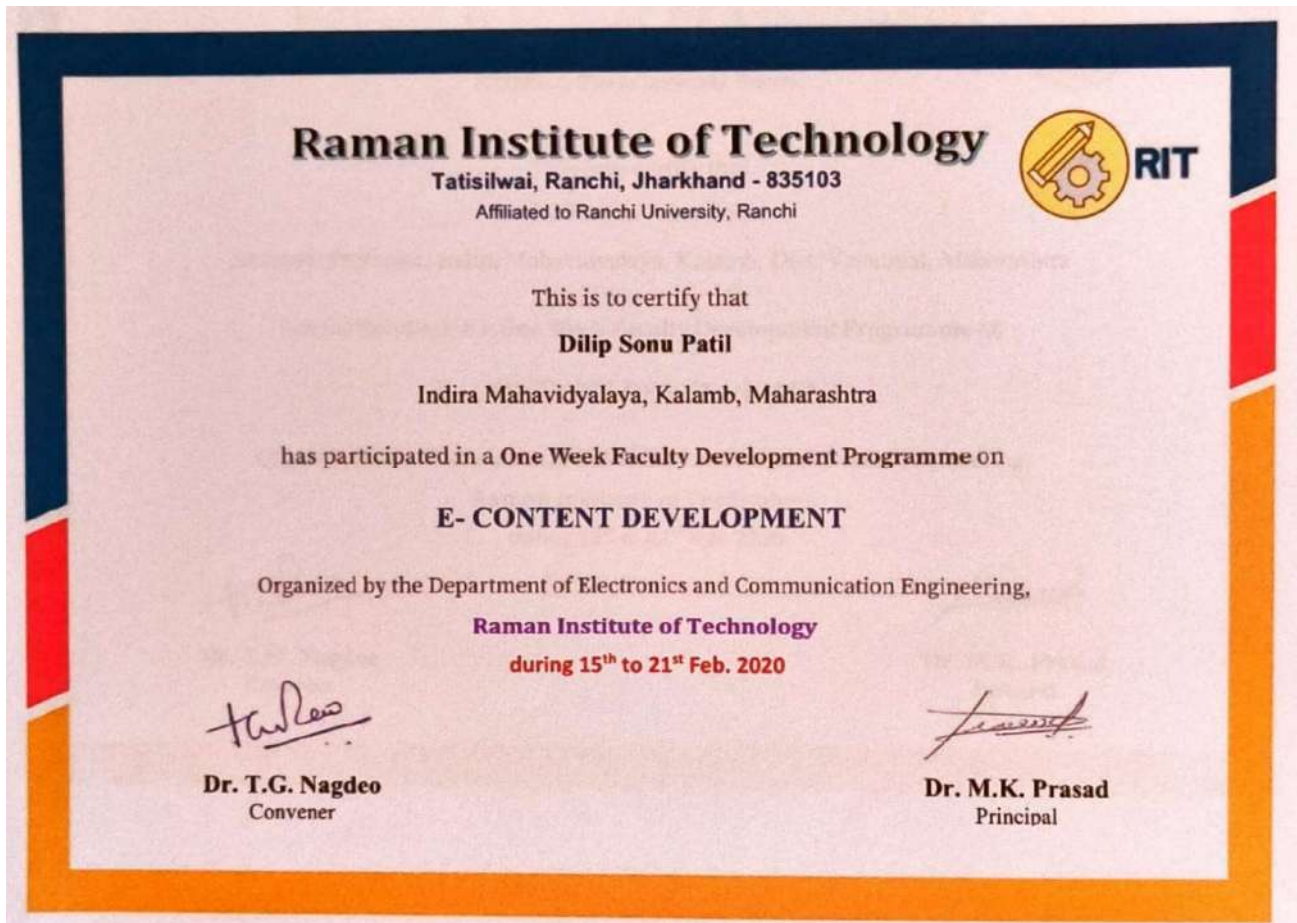 Raman Institute of Technology
RIT
Tatisilwai, Ranchi, Jharkhand - 835103
Affiliated to Ranchi University, Ranchi
This is to certify that
Dilip Sonu Patil
Indira Mahavidyalaya, Kalamb, Maharashtra
has participated in a One Week Faculty Development Programme on
E- CONTENT DEVELOPMENT
Organized by the Department of Electronics and Communication Engineering,
Raman Institute of Technology
during 15th to 21st Feb. 2020
Dr. T.G. Nagdeo
Convener
Dr. M.K. Prasad
Principal